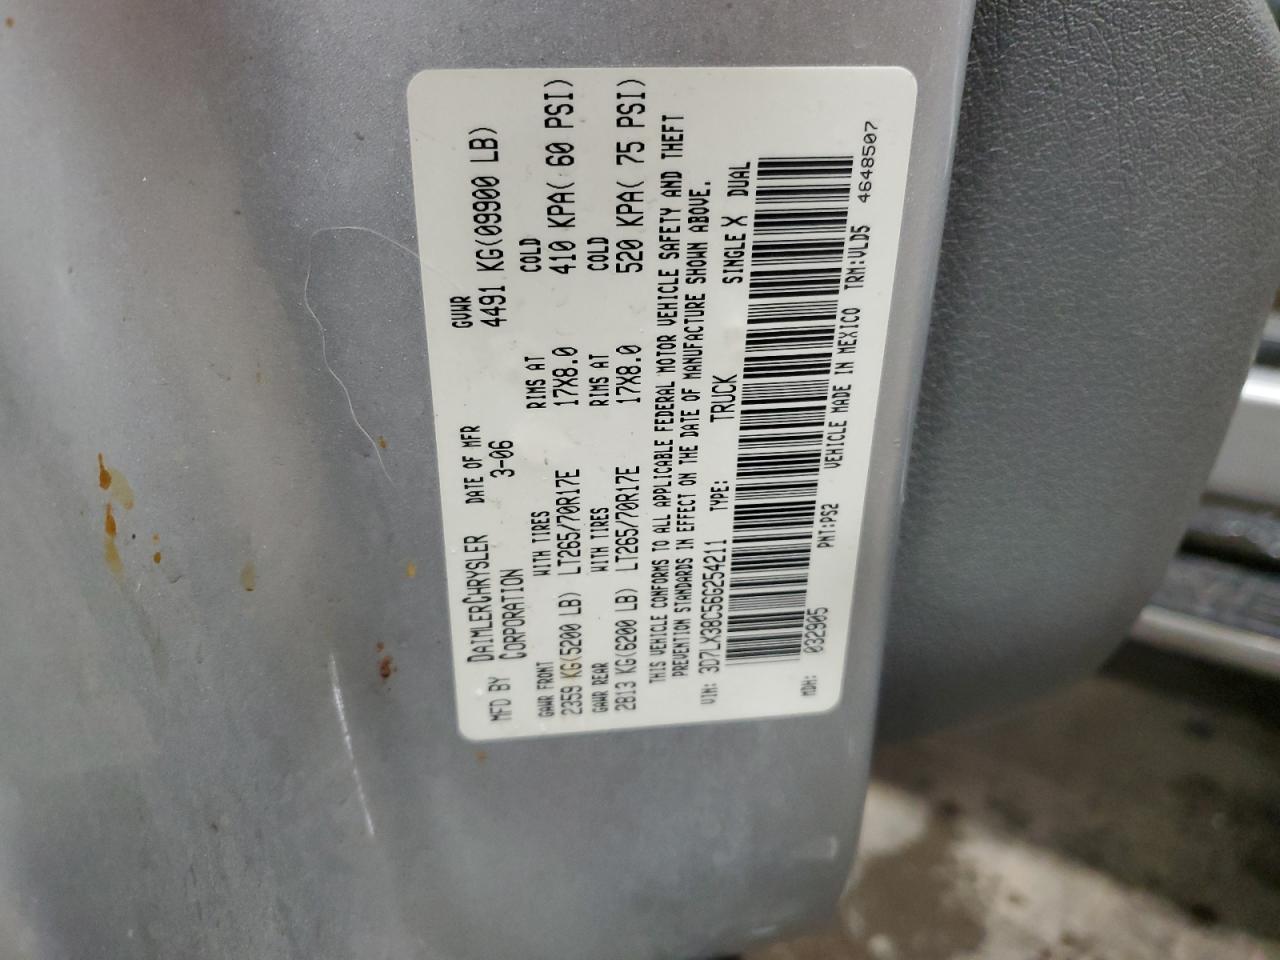 MFD BY DAIMLERCHRYSLER CORPORATION DATE OF MFR 3-06 GVWR 4491 KG(09900 LB)
GAWR FRONT WITH TIRES RIMS AT COLD
2359 KG(5200 LB) LT265/70R17E 17X8.0 410 KPA( 60 PSI)
GAWR REAR WITH TIRES RIMS AT COLD
2813 KG(6200 LB) LT265/70R17E 17X8.0 520 KPA( 75 PSI)
THIS VEHICLE CONFORMS TO ALL APPLICABLE FEDERAL MOTOR VEHICLE SAFETY AND THEFT
PREVENTION STANDARDS IN EFFECT ON THE DATE OF MANUFACTURE SHOWN ABOVE.
VIN: 3D7LX38C56G254211 TYPE: TRUCK SINGLE X DUAL
MDH: 032905 PNT:PS2 VEHICLE MADE IN MEXICO TRM:VLD5 4648507